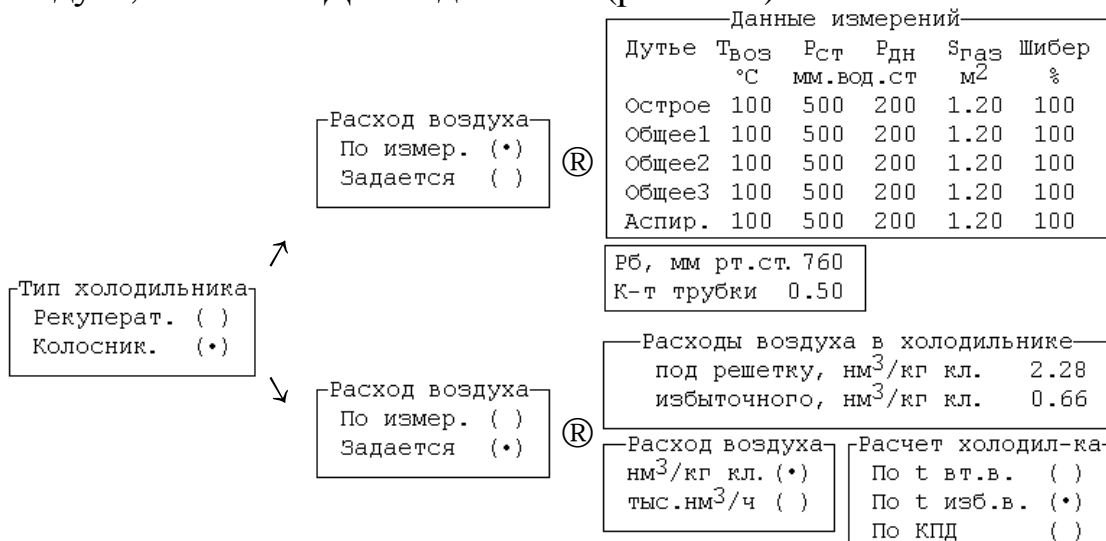 Данные измерений
Дутье Tвоз Pст Pдн Sгаз Шибер
°C мм.вод.ст м2 %
Острое 100 500 200 1.20 100
Общее1 100 500 200 1.20 100
Общее2 100 500 200 1.20 100
Общее3 100 500 200 1.20 100
Аспир. 100 500 200 1.20 100
Расход воздуха
По измер. (•)
Задается ( )
®
Рб, мм рт.ст. 760
К-т трубки 0.50
Тип холодильника
Рекуперат. ( )
Колосник. (•)
Расход воздуха
По измер. ( )
Задается (•)
®
Расходы воздуха в холодильнике
под решетку, нм3/кг кл. 2.28
избыточного, нм3/кг кл. 0.66
Расход воздуха
нм3/кг кл. (•)
тыс.нм3/ч ( )
Расчет холодил-ка
По t вт.в. ( )
По t изб.в. (•)
По КПД ( )